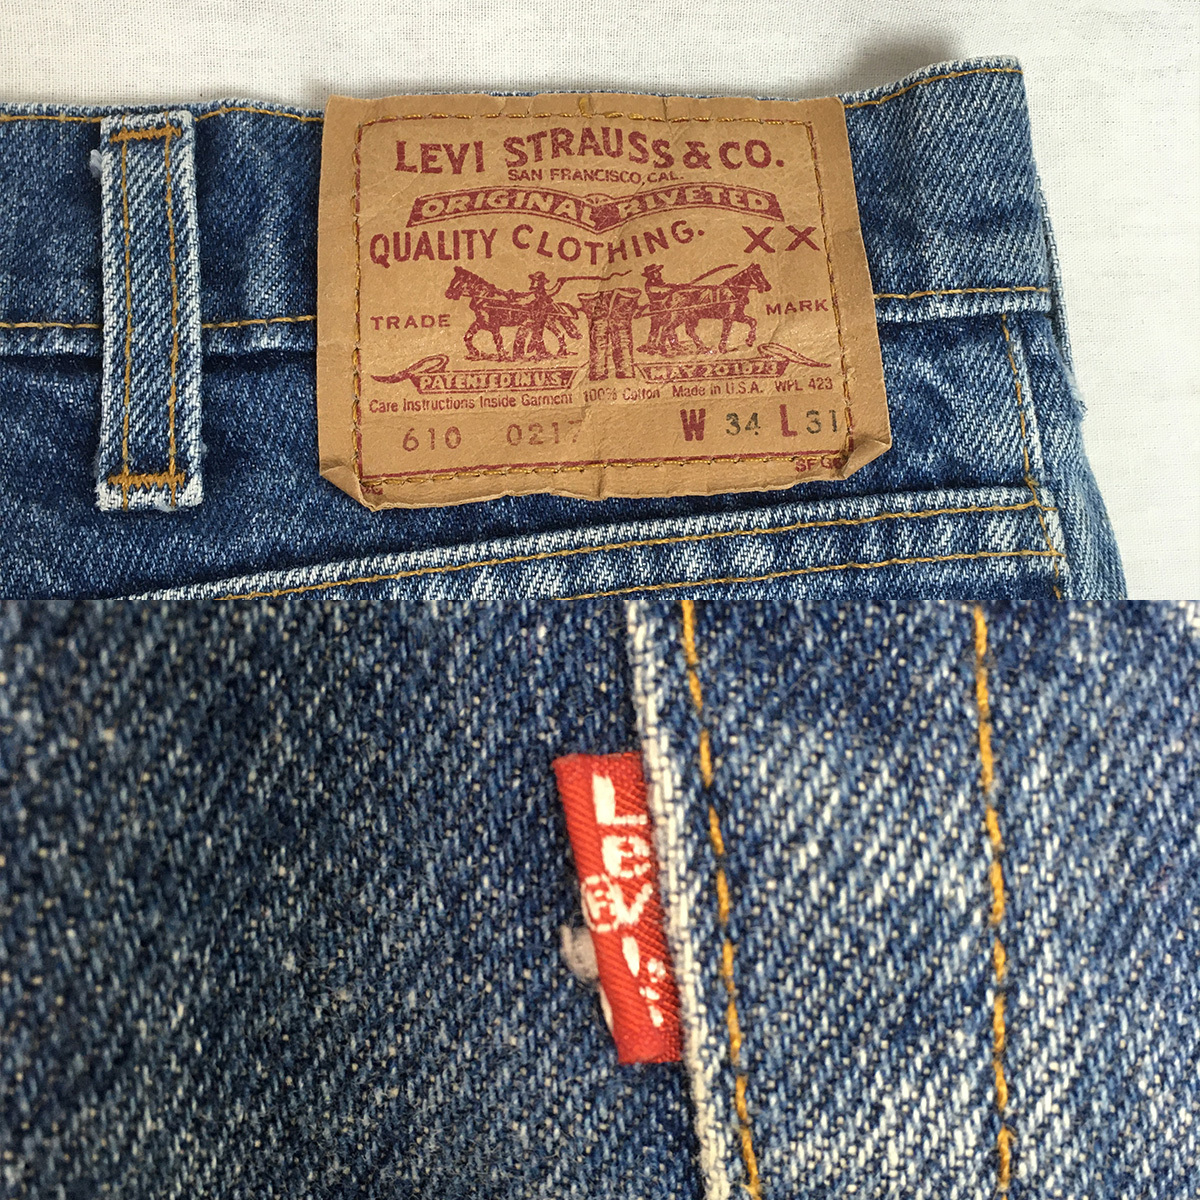 LEVI STRAUSS & CO.
SAN FRANCISCO, CAL.
ORIGINAL RIVETED
QUALITY CLOTHING. XX
TRADE MARK
PATENTED IN U.S. MAY 20 1873
Care Instructions Inside Garment 100% Cotton Made in U.S.A. WPL 423
610 0217 W 34 L 31
SF
LEVI'S
®